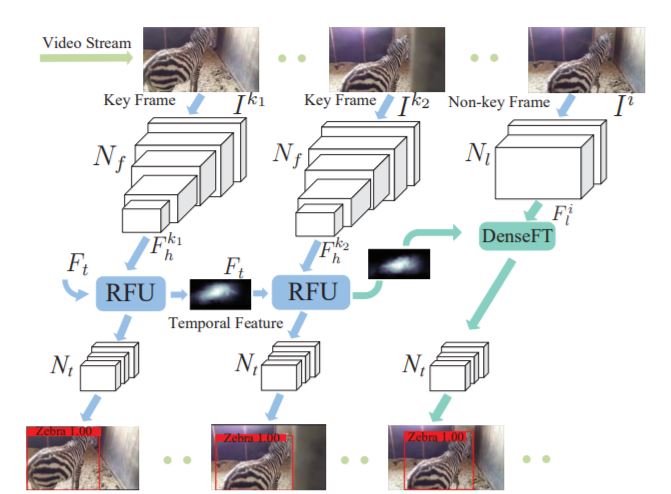 Video Stream
Key Frame I^{k_1} Key Frame I^{k_2} Non-key Frame I^i
N_f N_f N_l
F_h^{k_1} F_h^{k_2} F_l^i
DenseFT
F_t F_t
RFU RFU
Temporal Feature
N_t N_t N_t
Zebra 1.00 Zebra 1.00 Zebra 1.00